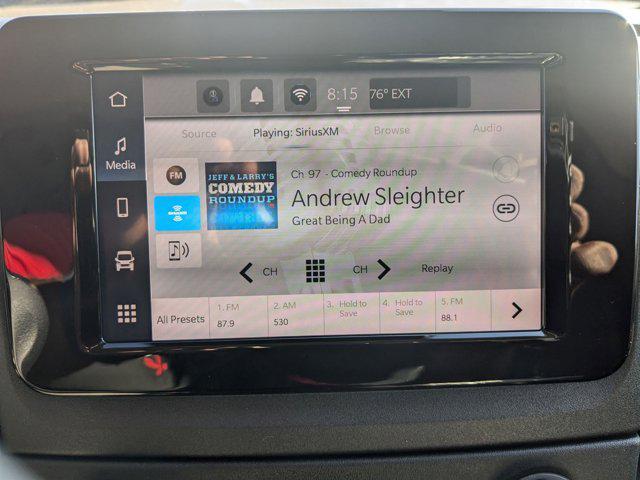 8:15 76° EXT
Source Playing: SiriusXM Browse Audio
Media
FM
JEFF & LARRY'S
COMEDY
ROUNDUP
Ch 97 - Comedy Roundup
Andrew Sleighter
Great Being A Dad
CH CH Replay
All Presets
1. FM
87.9
2. AM
530
3. Hold to
Save
4. Hold to
Save
5. FM
88.1